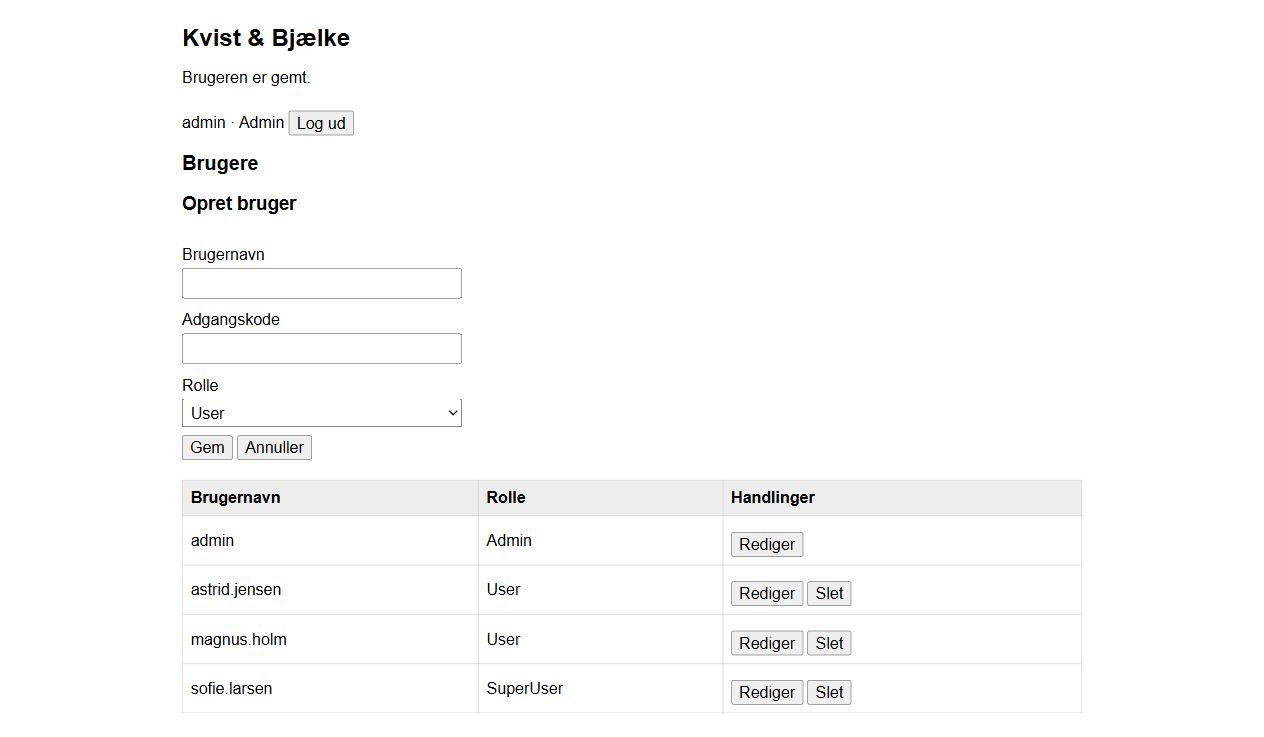 Kvist & Bjælke
Brugeren er gemt.
admin · Admin Log ud
Brugere
Opret bruger
Brugernavn
Adgangskode
Rolle
User
Gem Annuller
Brugernavn Rolle Handlinger
admin Admin Rediger
astrid.jensen User Rediger Slet
magnus.holm User Rediger Slet
sofie.larsen SuperUser Rediger Slet